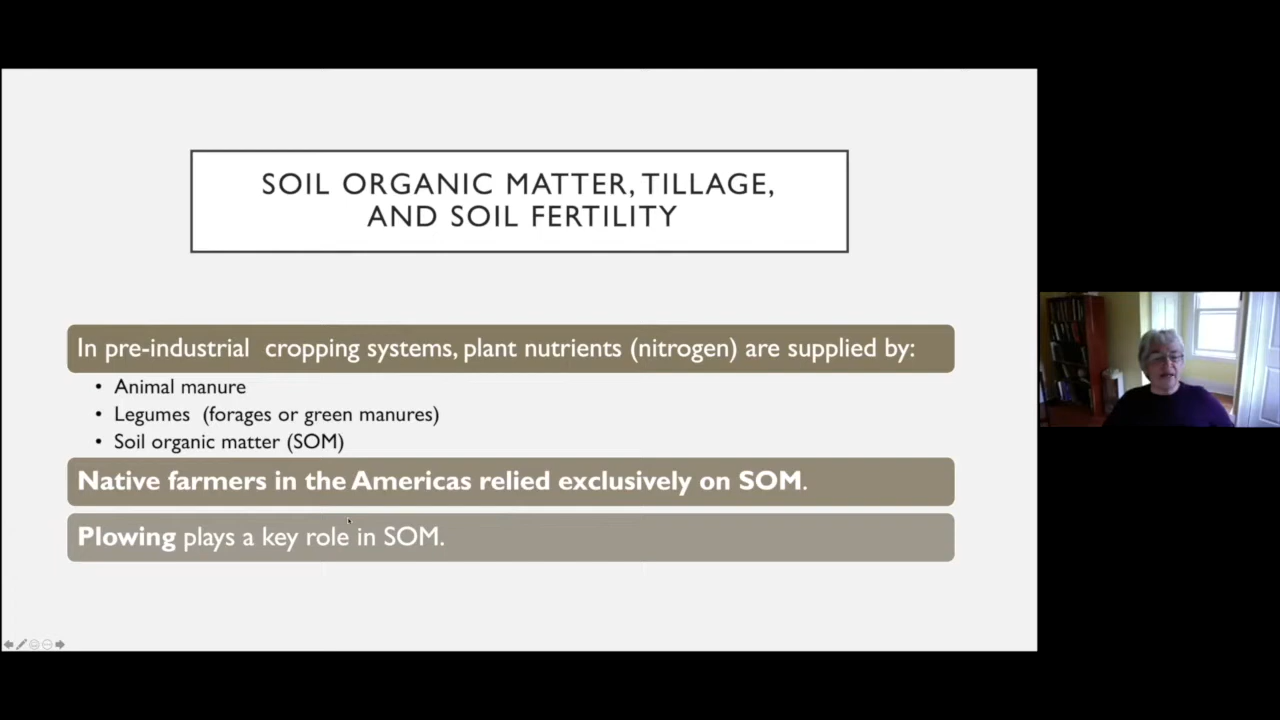 SOIL ORGANIC MATTER, TILLAGE,
AND SOIL FERTILITY
In pre-industrial  cropping systems, plant nutrients (nitrogen) are supplied by:
• Animal manure
• Legumes  (forages or green manures)
• Soil organic matter (SOM)
Native farmers in the Americas relied exclusively on SOM.
Plowing plays a key role in SOM.